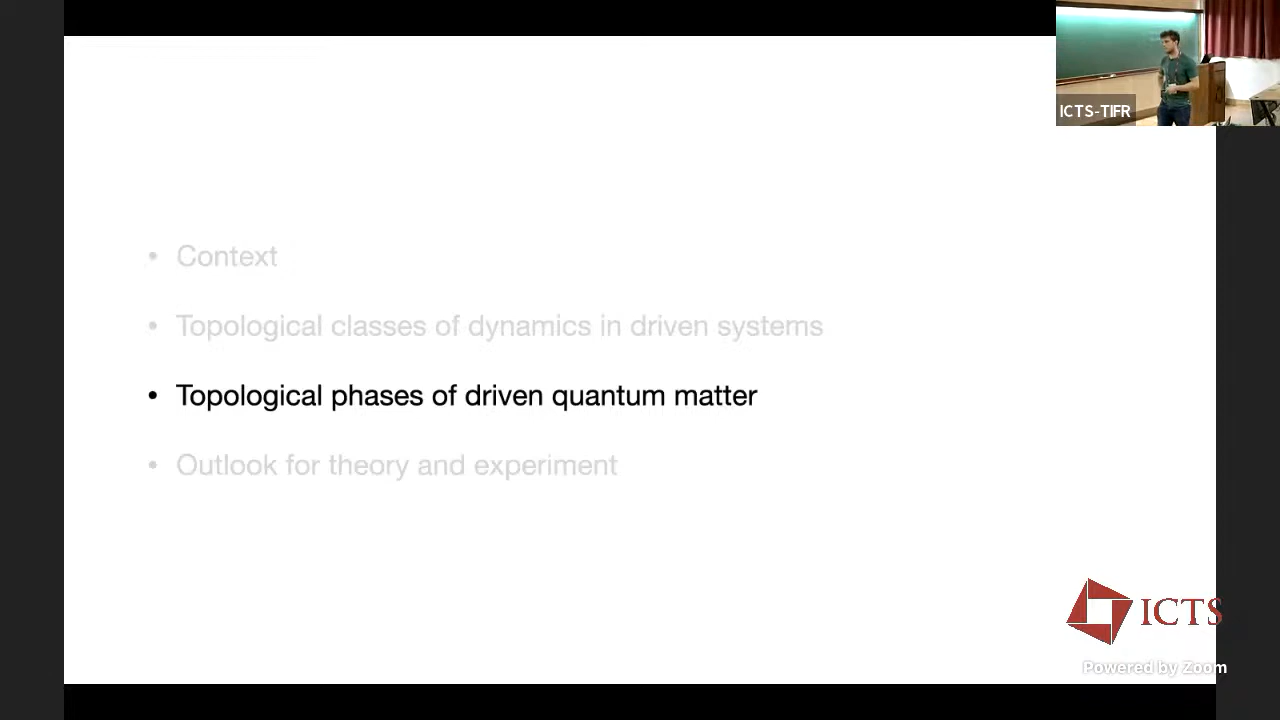 ICTS-TIFR
• Context
• Topological classes of dynamics in driven systems
• Topological phases of driven quantum matter
• Outlook for theory and experiment
ICTS
Powered by Zoom